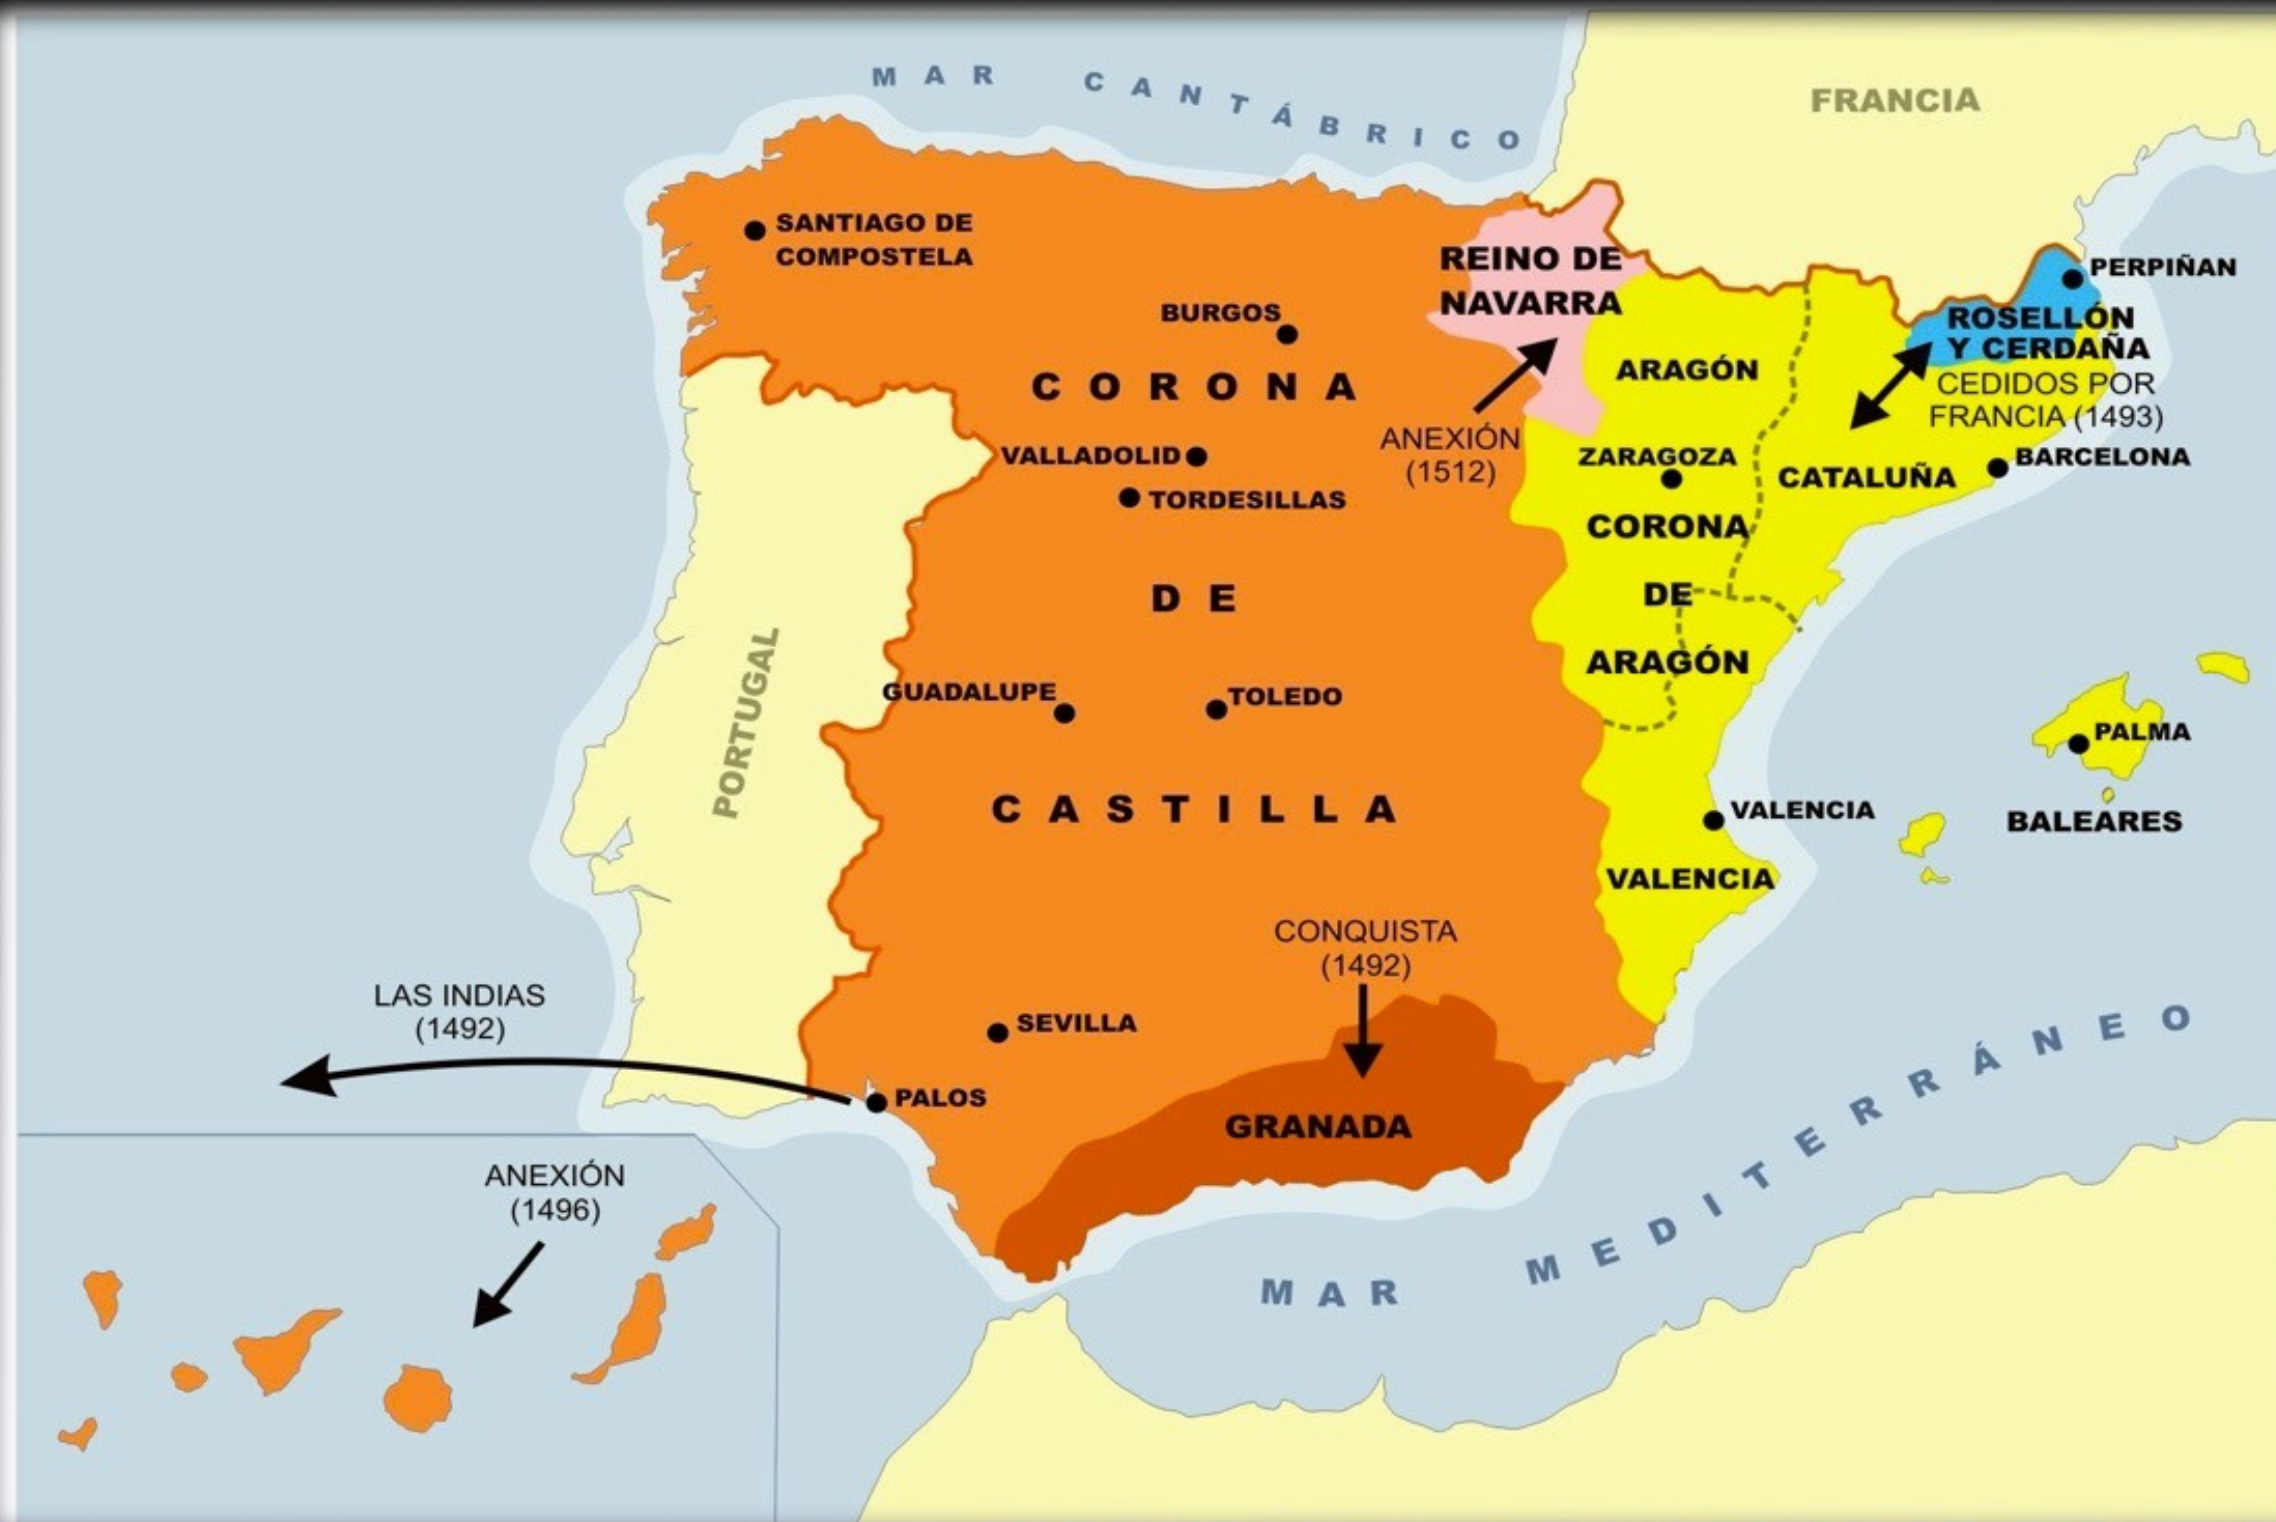 MAR CANTÁBRICO
FRANCIA
SANTIAGO DE
COMPOSTELA
BURGOS
REINO DE
NAVARRA
PERPIÑAN
ROSELLÓN
Y CERDAÑA
CEDIDOS POR
FRANCIA (1493)
ARAGÓN
CORONA
ANEXIÓN
(1512)
VALLADOLID
TORDESILLAS
ZARAGOZA
CATALUÑA
BARCELONA
CORONA
DE
ARAGÓN
DE
PORTUGAL
GUADALUPE
TOLEDO
PALMA
BALEARES
CASTILLA
VALENCIA
VALENCIA
CONQUISTA
(1492)
LAS INDIAS
(1492)
SEVILLA
PALOS
GRANADA
ANEXIÓN
(1496)
MAR MEDITERRÁNEO